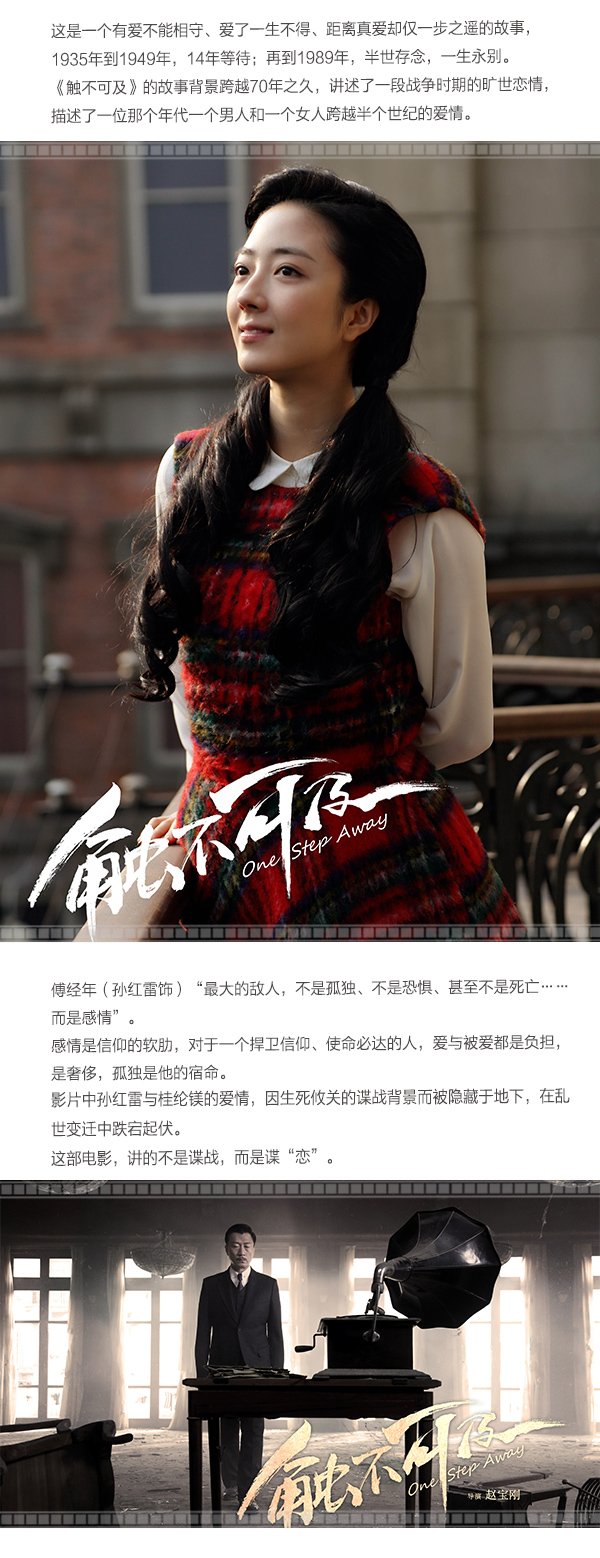 这是一个有爱不能相守、爱了一生不得、距离真爱却仅一步之遥的故事，
1935年到1949年，14年等待；再到1989年，半世存念，一生永别。
《触不可及》的故事背景跨越70年之久，讲述了一段战争时期的旷世恋情，
描述了一位那个年代一个男人和一个女人跨越半个世纪的爱情。
触不可及
One Step Away
傅经年（孙红雷饰）“最大的敌人，不是孤独、不是恐惧、甚至不是死亡……
而是感情”。
感情是信仰的软肋，对于一个捍卫信仰、使命必达的人，爱与被爱都是负担，
是奢侈，孤独是他的宿命。
影片中孙红雷与桂纶镁的爱情，因生死攸关的谍战背景而被隐藏于地下，在乱
世变迁中跌宕起伏。
这部电影，讲的不是谍战，而是谍“恋”。
触不可及
One Step Away
导演 赵宝刚